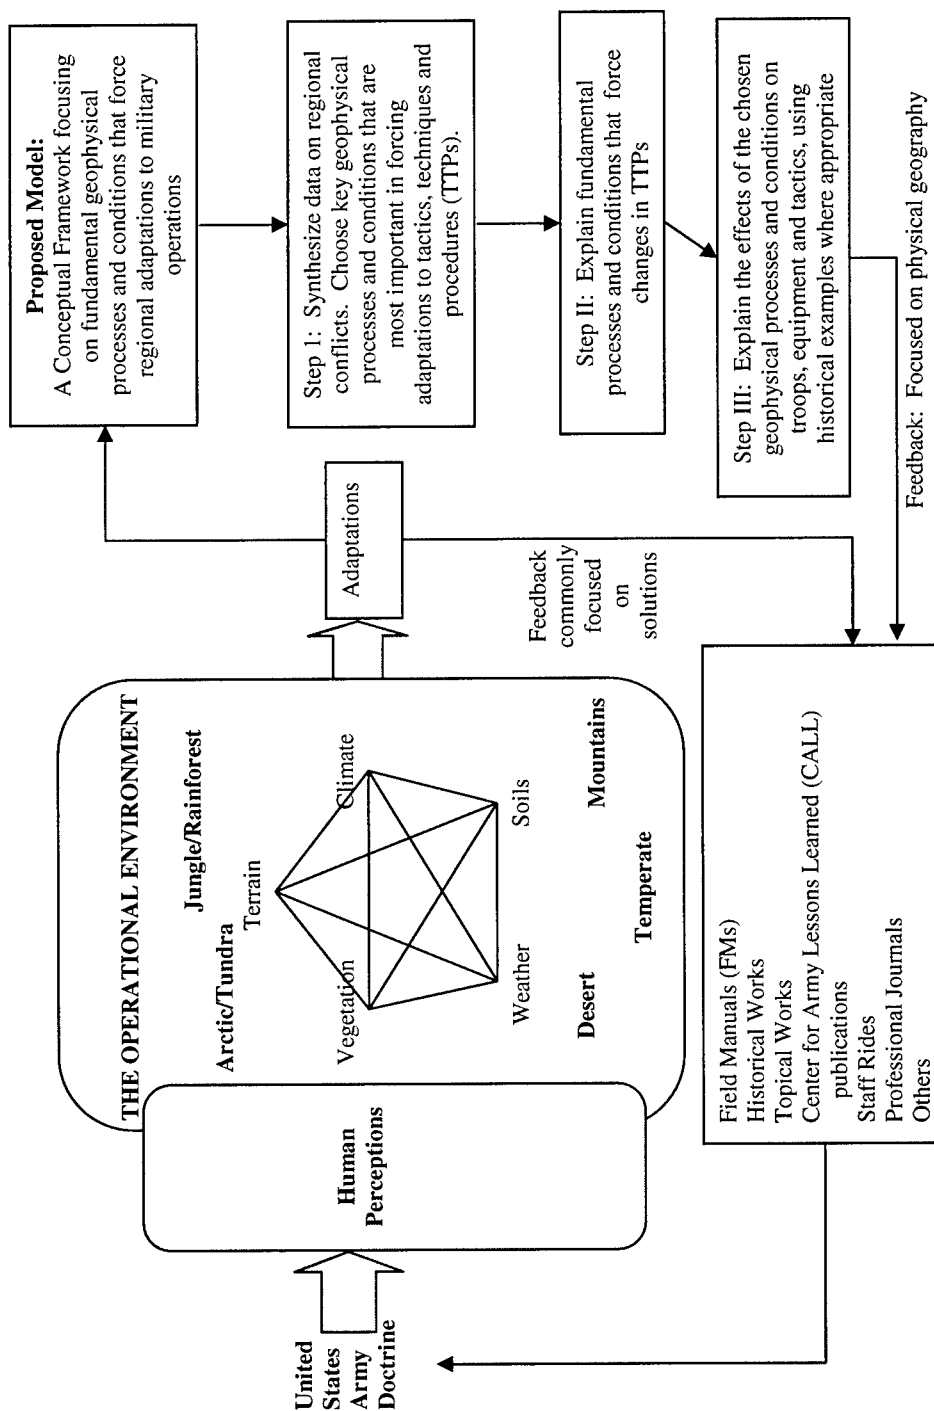 United
States
Army
Doctrine
Human
Perceptions
THE OPERATIONAL ENVIRONMENT
Arctic/Tundra
Jungle/Rainforest
Terrain
Vegetation
Climate
Weather
Soils
Desert
Mountains
Temperate
Adaptations
Feedback
commonly
focused
on
solutions
Proposed Model:
A Conceptual Framework focusing
on fundamental geophysical
processes and conditions that force
regional adaptations to military
operations
Step 1: Synthesize data on regional
conflicts. Choose key geophysical
processes and conditions that are
most important in forcing
adaptations to tactics, techniques and
procedures (TTPs).
Step II: Explain fundamental
processes and conditions that force
changes in TTPs
Step III: Explain the effects of the chosen
geophysical processes and conditions on
troops, equipment and tactics, using
historical examples where appropriate
Feedback: Focused on physical geography
Field Manuals (FMs)
Historical Works
Topical Works
Center for Army Lessons Learned (CALL)
publications
Staff Rides
Professional Journals
Others